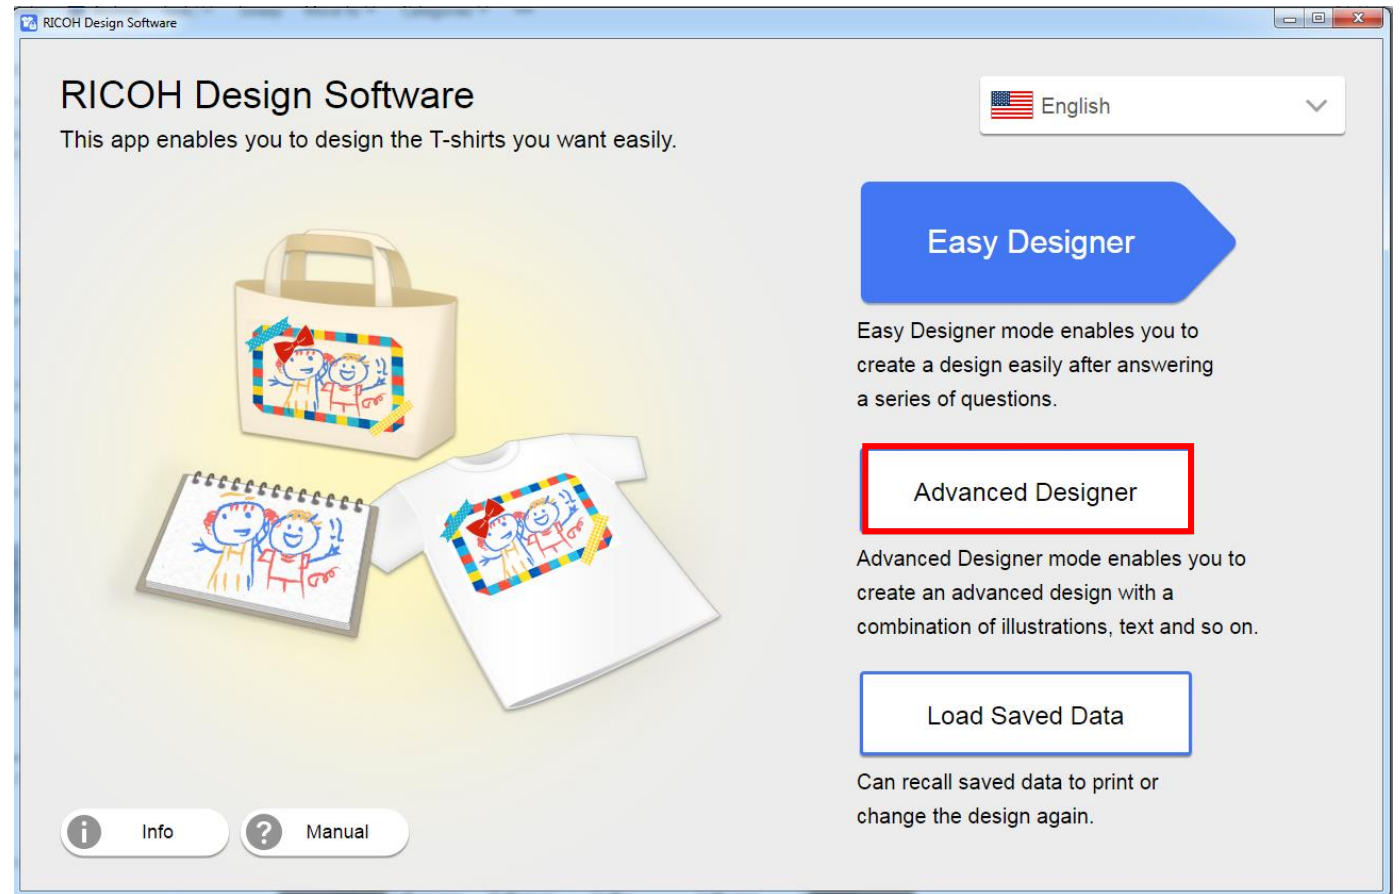 RICOH Design Software
RICOH Design Software
This app enables you to design the T-shirts you want easily.
English
Easy Designer
Easy Designer mode enables you to
create a design easily after answering
a series of questions.
Advanced Designer
Advanced Designer mode enables you to
create an advanced design with a
combination of illustrations, text and so on.
Load Saved Data
Can recall saved data to print or
change the design again.
Info
Manual